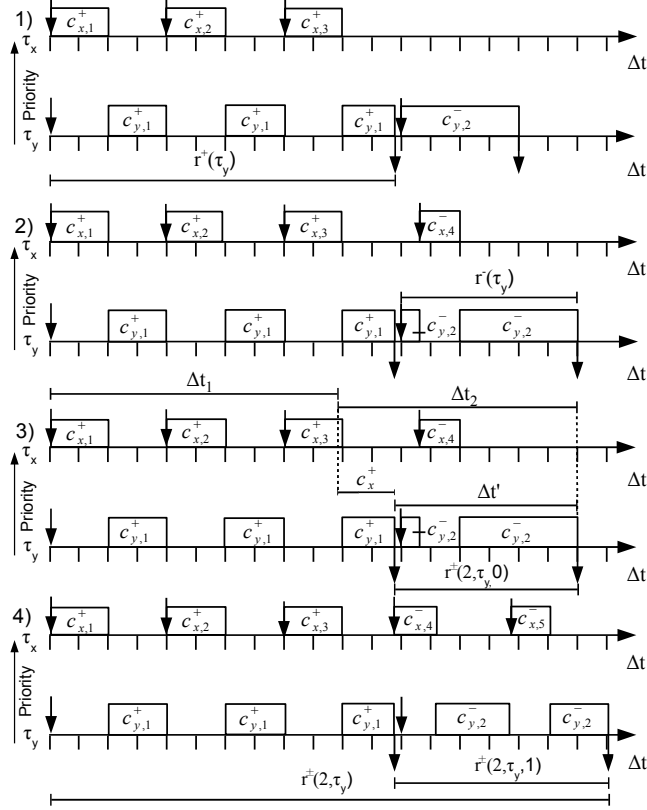 1)
c⁺x,1 c⁺x,2 c⁺x,3
τx
Δt
Priority
c⁺y,1 c⁺y,1 c⁺y,1 c⁻y,2
τy
Δt
r⁺(τy)
2)
c⁺x,1 c⁺x,2 c⁺x,3 c⁻x,4
τx
Δt
Priority
r⁻(τy)
c⁺y,1 c⁺y,1 c⁺y,1 c⁻y,2 c⁻y,2
τy
Δt
Δt₁ Δt₂
3)
c⁺x,1 c⁺x,2 c⁺x,3 c⁻x,4
τx
Δt
Priority
c⁺x Δt'
c⁺y,1 c⁺y,1 c⁺y,1 c⁻y,2 c⁻y,2
τy
Δt
r±(2,τy,0)
4)
c⁺x,1 c⁺x,2 c⁺x,3 c⁻x,4 c⁻x,5
τx
Δt
Priority
c⁺y,1 c⁺y,1 c⁺y,1 c⁻y,2 c⁻y,2
τy
Δt
r±(2,τy,1)
r±(2,τy)